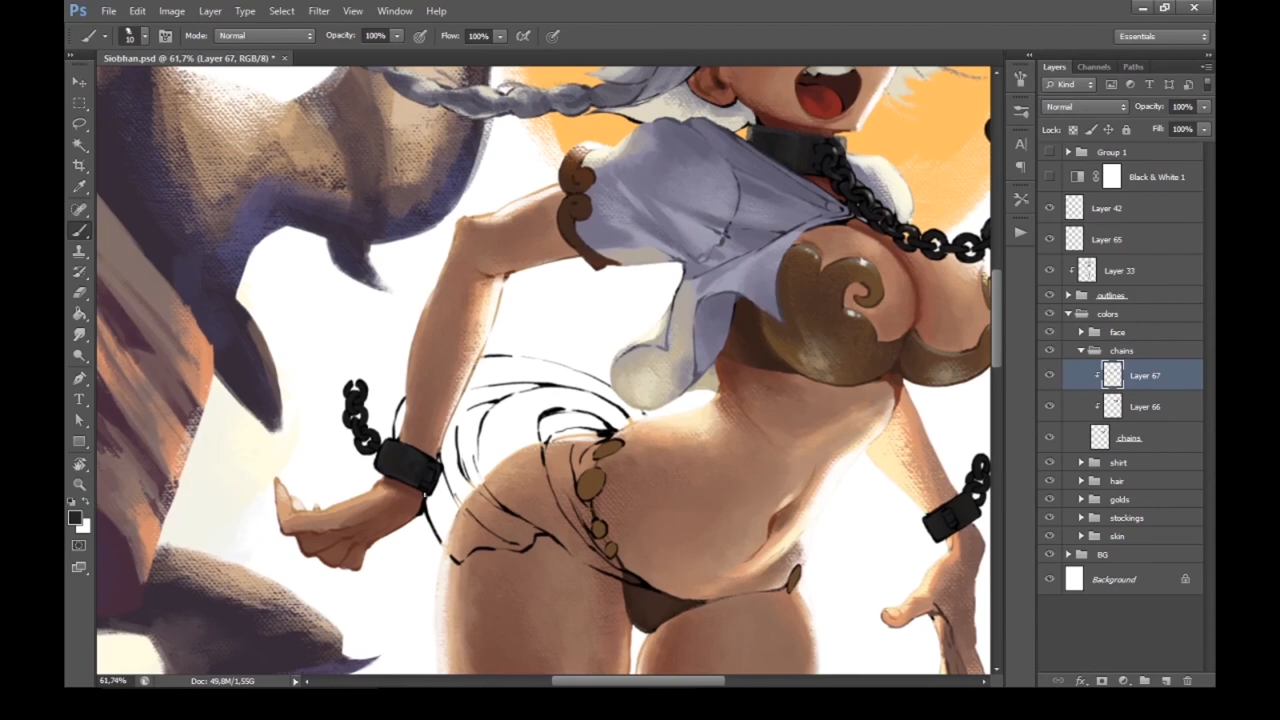 Ps File Edit Image Layer Type Select Filter View Window Help
10 Mode: Normal Opacity: 100% Flow: 100% Essentials
Siobhan.psd @ 61,7% (Layer 67, RGB/8) * ×
Layers Channels Paths
Kind
Normal Opacity: 100%
Lock: Fill: 100%
Group 1
Black & White 1
Layer 42
Layer 65
Layer 33
outlines
colors
face
chains
Layer 67
Layer 66
chains
shirt
hair
golds
stockings
skin
BG
Background
61,74% Doc: 49,8M/1,55G